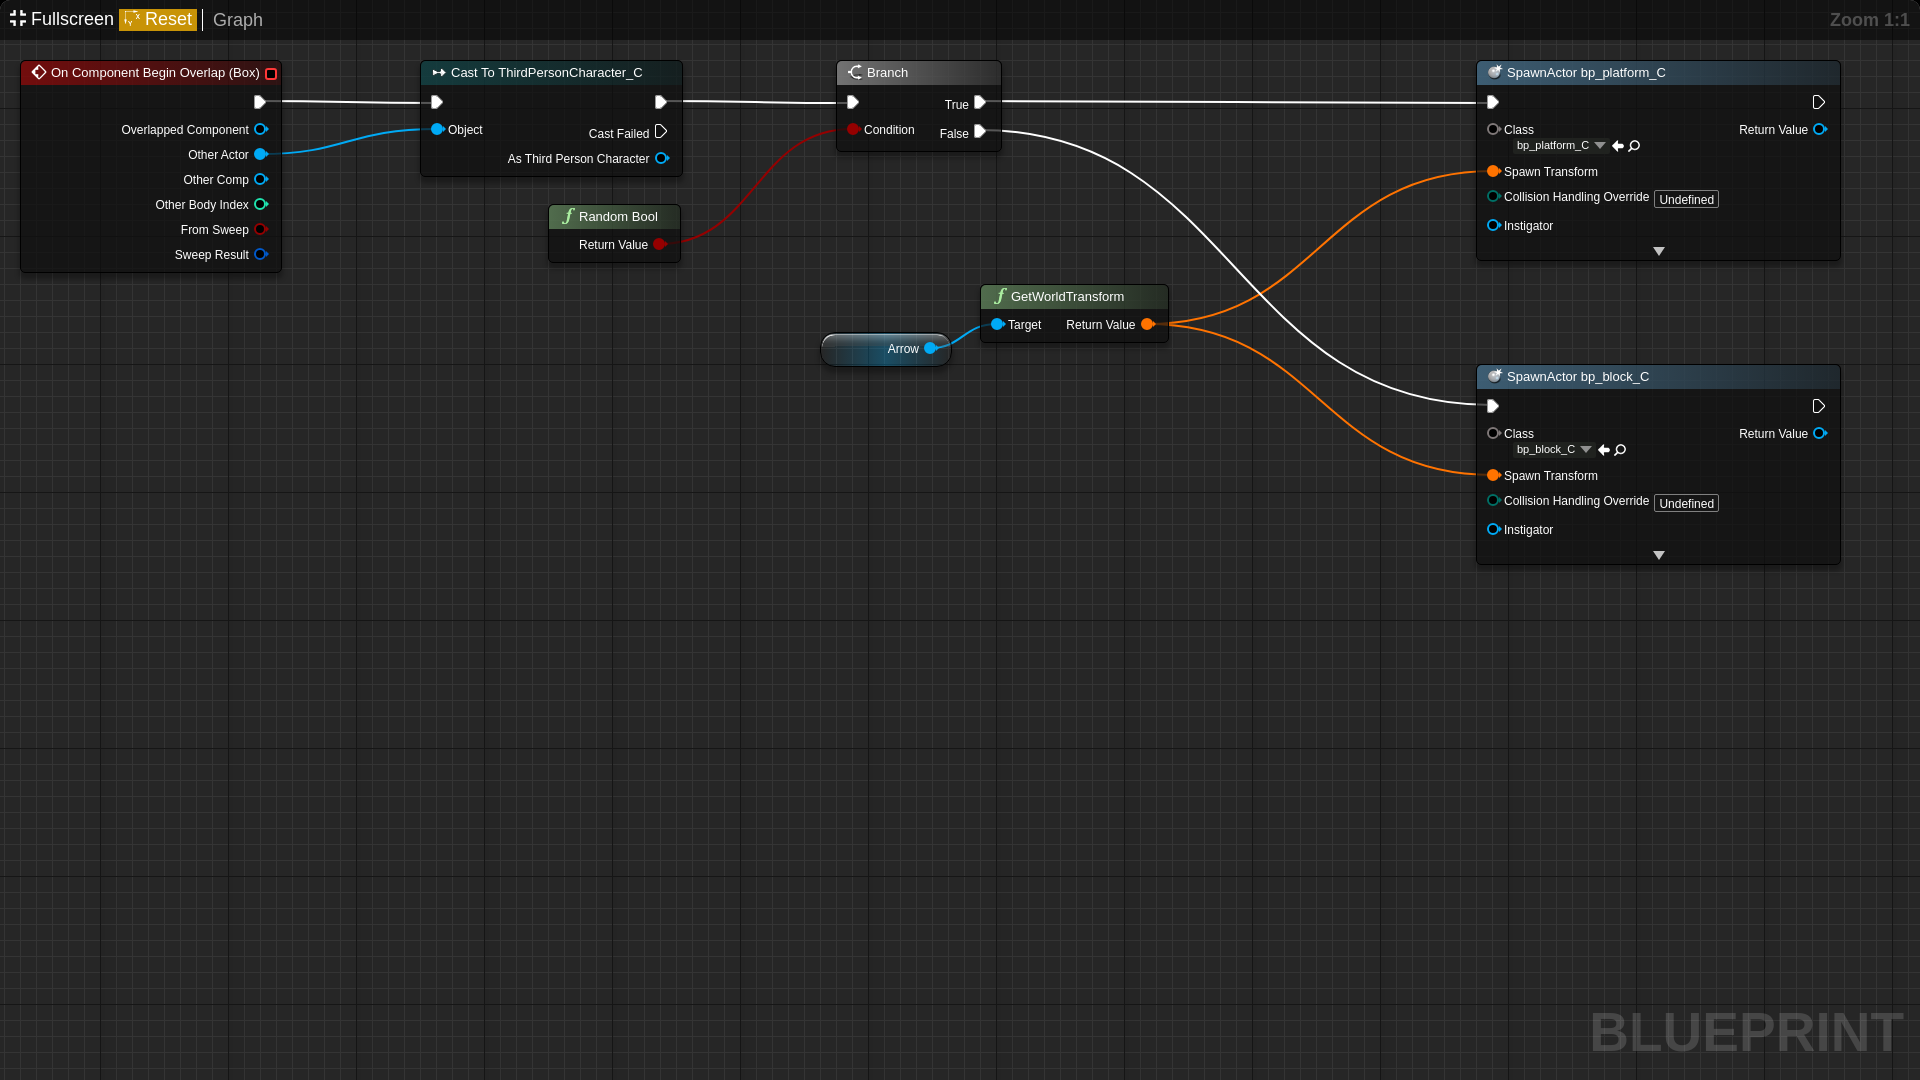 Fullscreen Reset Graph Zoom 1:1
On Component Begin Overlap (Box)
Overlapped Component
Other Actor
Other Comp
Other Body Index
From Sweep
Sweep Result
Cast To ThirdPersonCharacter_C
Object
Cast Failed
As Third Person Character
Random Bool
Return Value
Branch
True
Condition
False
Arrow
GetWorldTransform
Target Return Value
SpawnActor bp_platform_C
Class
Return Value
bp_platform_C
Spawn Transform
Collision Handling Override Undefined
Instigator
SpawnActor bp_block_C
Class
Return Value
bp_block_C
Spawn Transform
Collision Handling Override Undefined
Instigator
BLUEPRINT